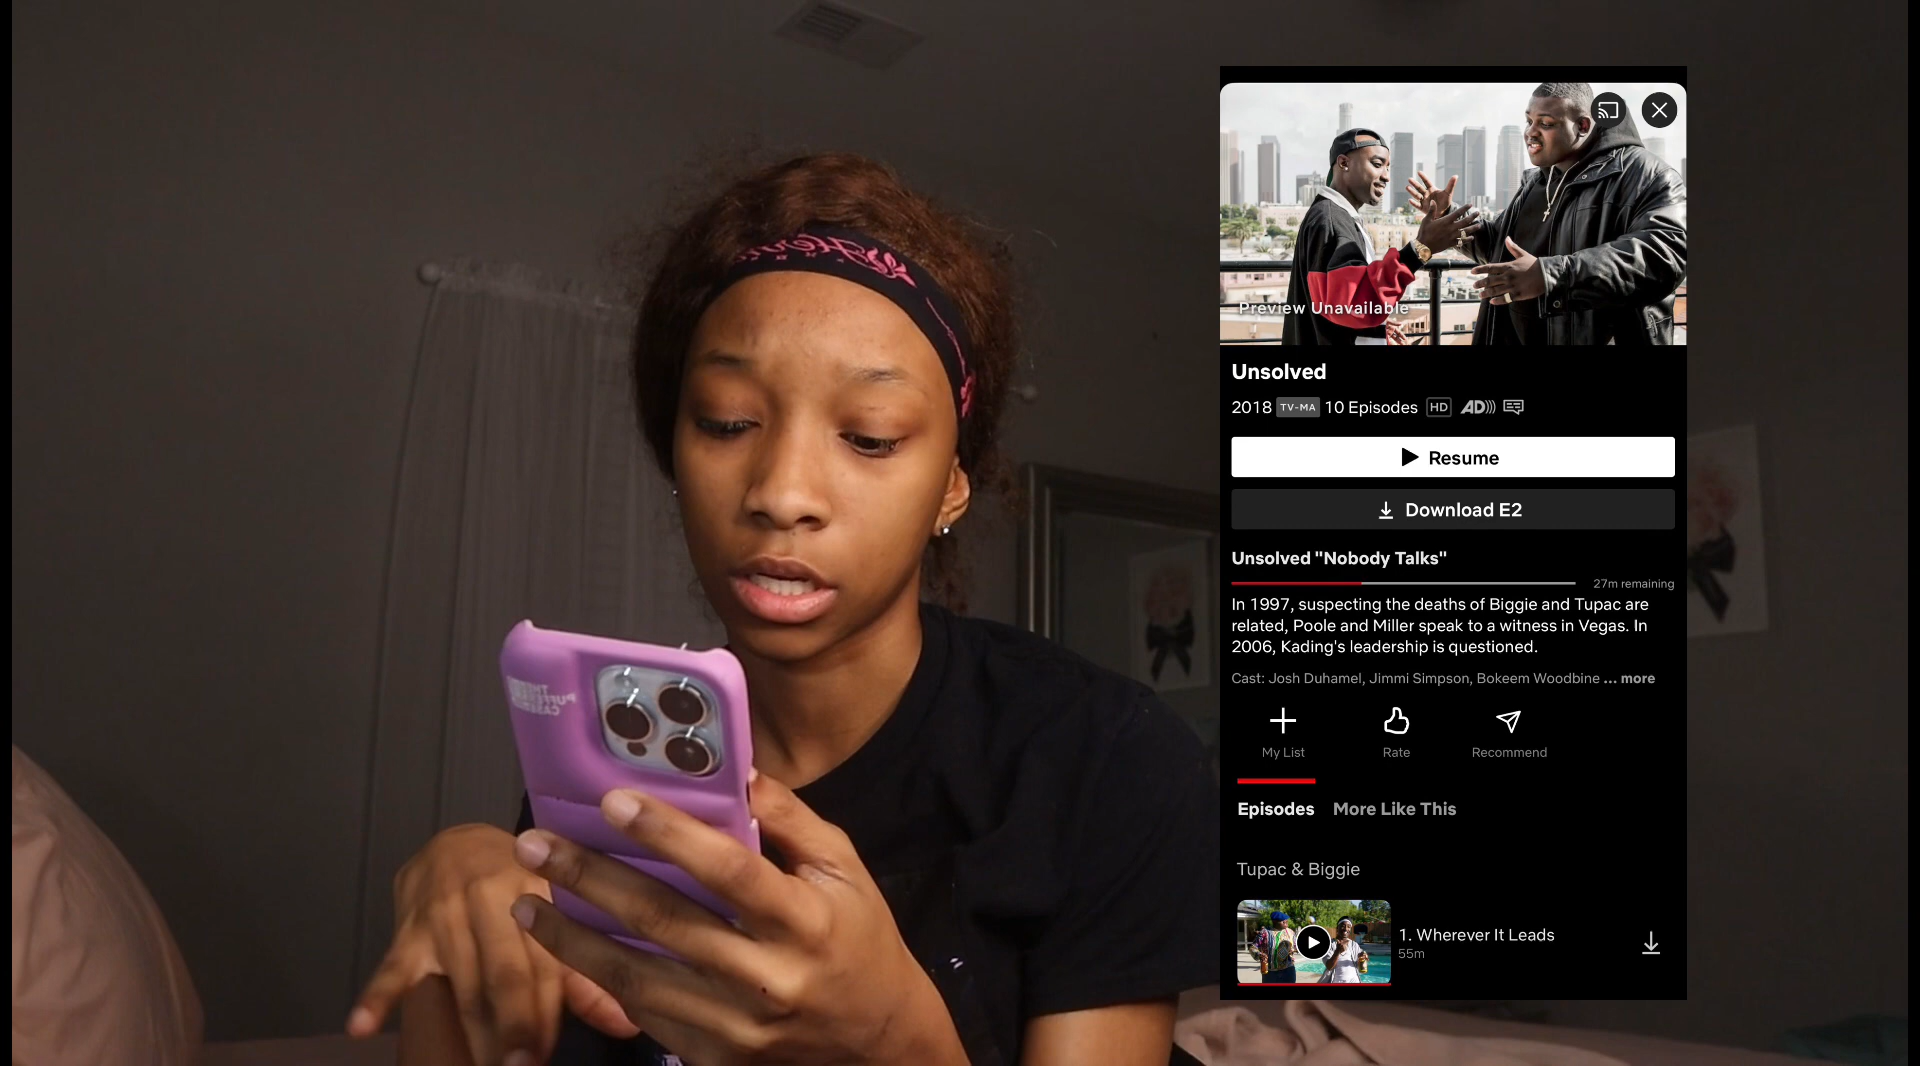 THE
PUFFER
CASE
Preview Unavailable
Unsolved
2018 TV-MA 10 Episodes HD AD
Resume
Download E2
Unsolved "Nobody Talks"
27m remaining
In 1997, suspecting the deaths of Biggie and Tupac are
related, Poole and Miller speak to a witness in Vegas. In
2006, Kading's leadership is questioned.
Cast: Josh Duhamel, Jimmi Simpson, Bokeem Woodbine ... more
My List
Rate
Recommend
Episodes
More Like This
Tupac & Biggie
1. Wherever It Leads
55m